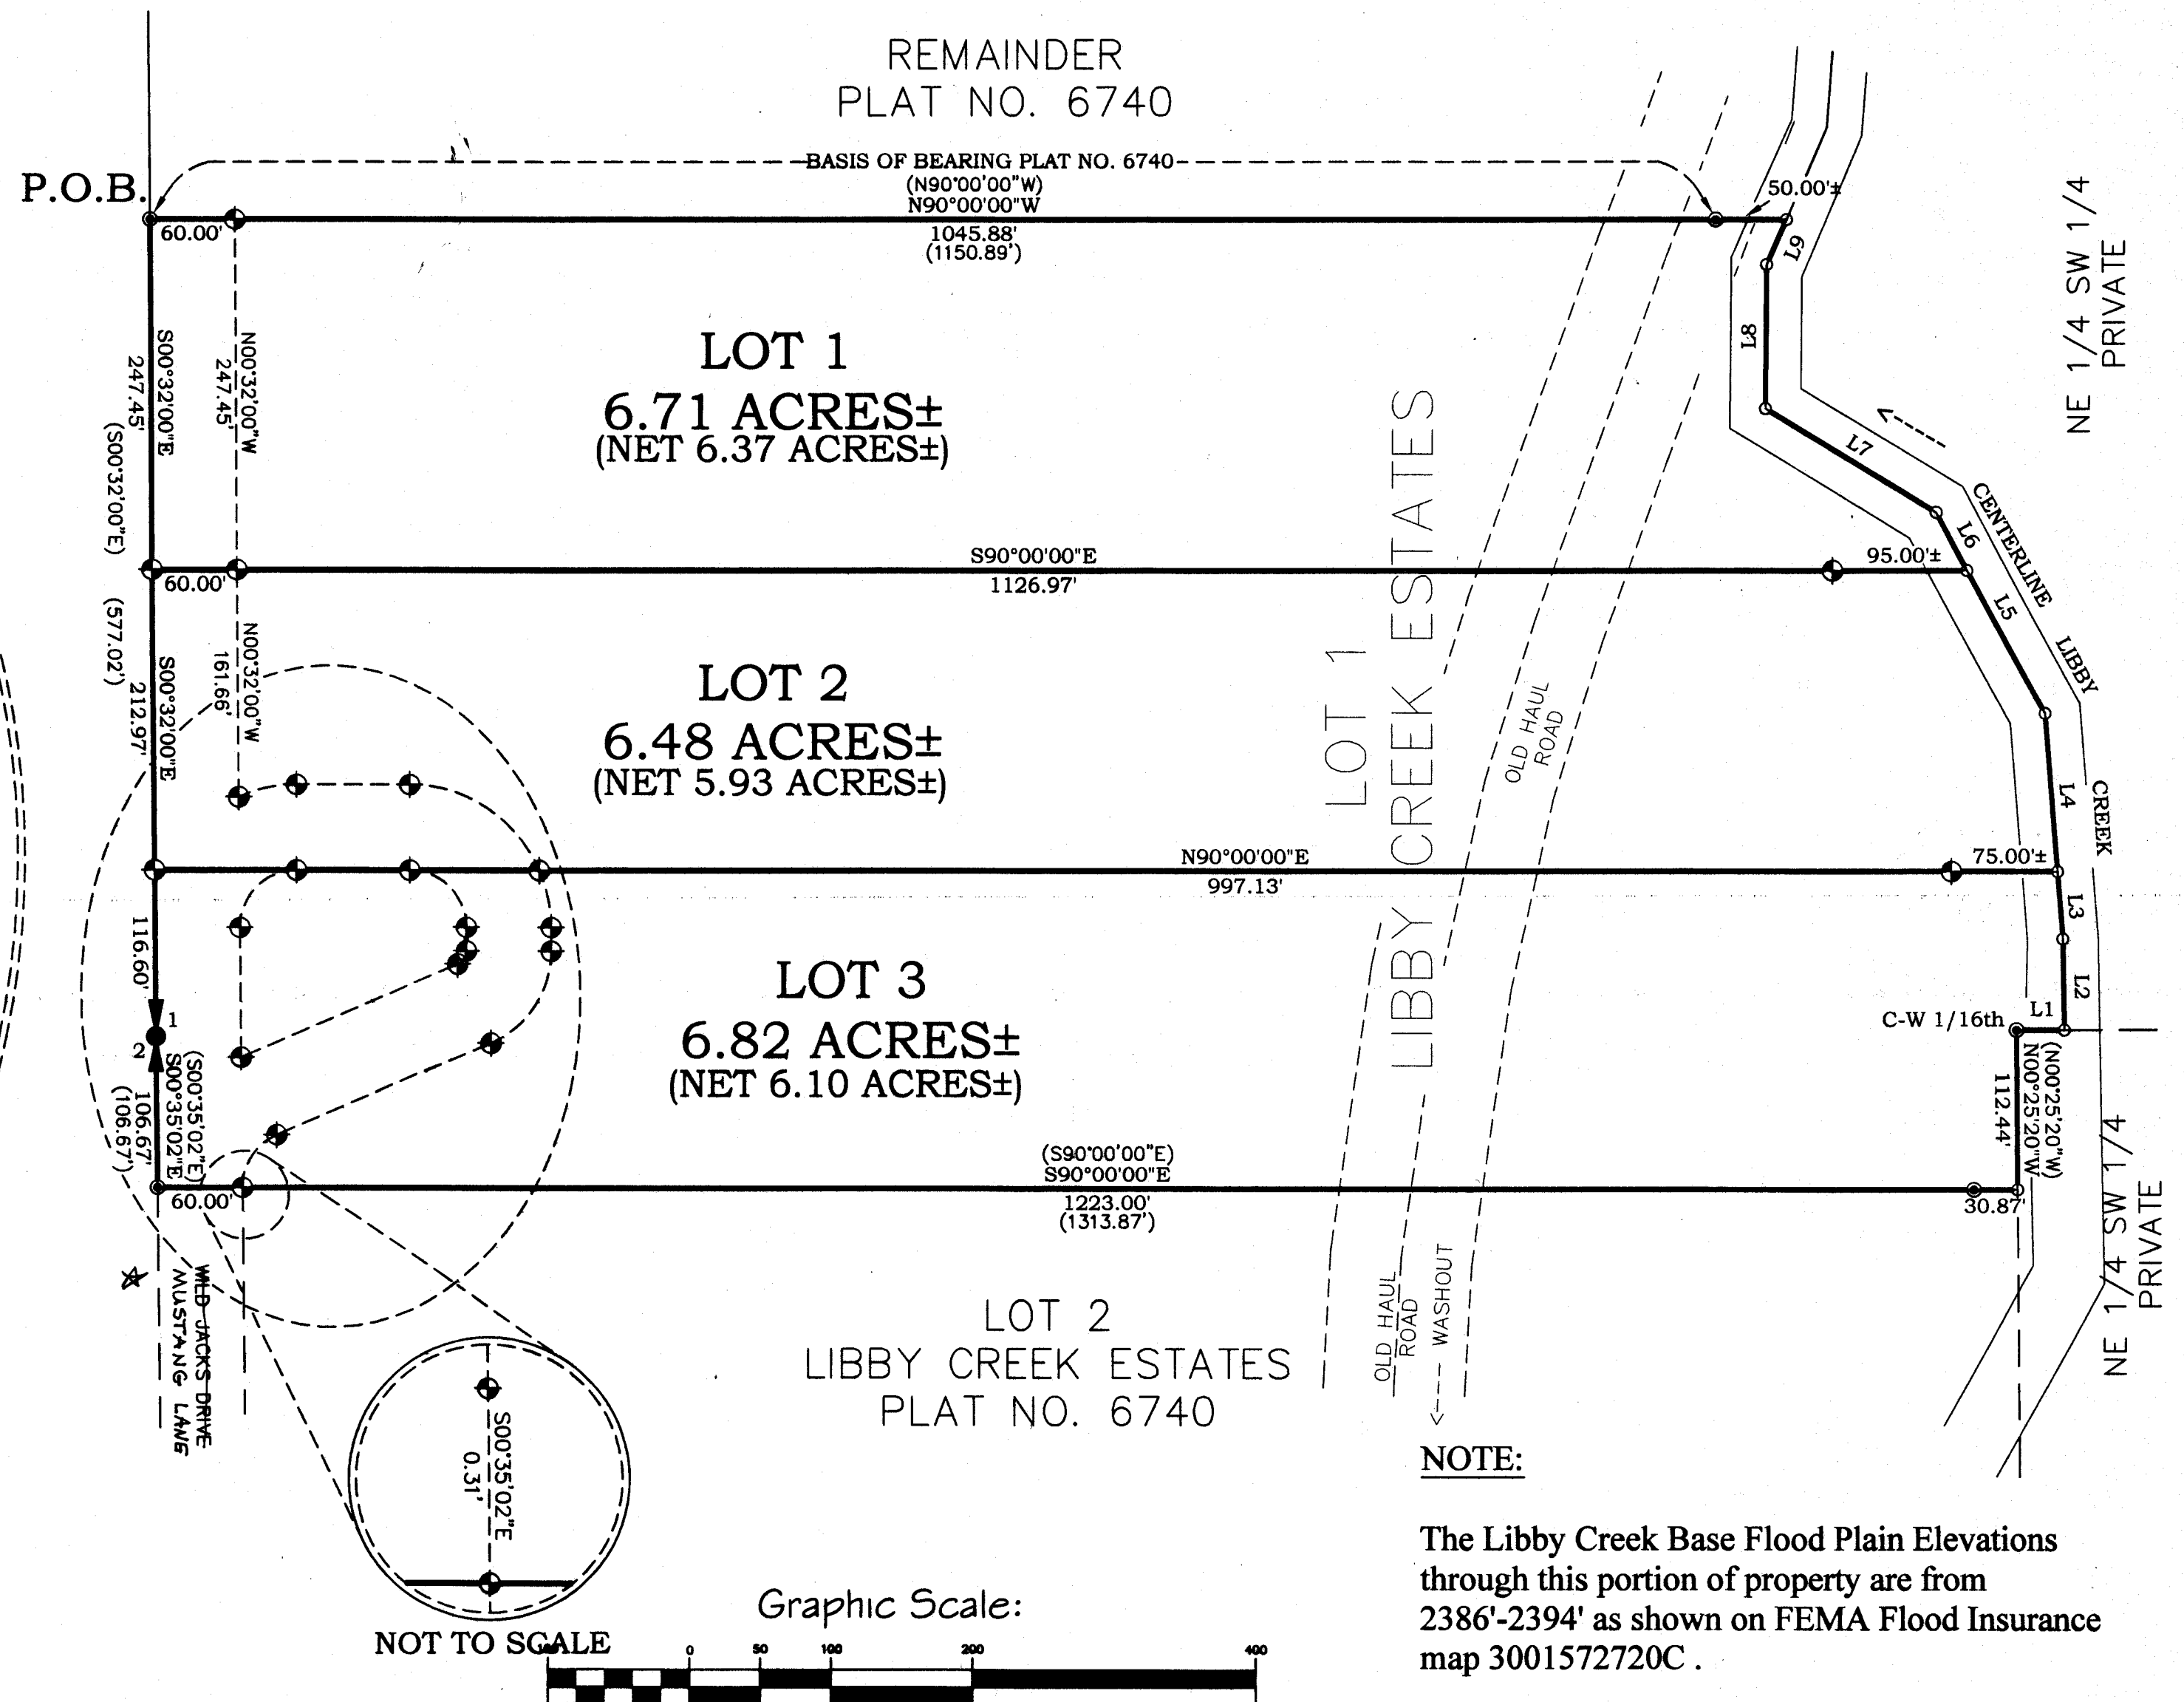 REMAINDER
PLAT NO. 6740
BASIS OF BEARING PLAT NO. 6740
(N90°00'00"W)
N90°00'00"W
P.O.B.
60.00'
1045.88'
(1150.89')
50.00'±
L9
L8
L7
L6
L5
L4
L3
L2
L1
NE 1/4 SW 1/4
PRIVATE
S00°32'00"E
247.45'
(S00°32'00"E)
N00°32'00"W
247.45'
LOT 1
6.71 ACRES±
(NET 6.37 ACRES±)
CENTERLINE
LIBBY
CREEK
60.00'
S90°00'00"E
1126.97'
95.00'±
(577.02')
S00°32'00"E
212.97'
N00°32'00"W
161.66'
LOT 2
6.48 ACRES±
(NET 5.93 ACRES±)
LOT 1
LIBBY CREEK ESTATES
OLD HAUL
ROAD
N90°00'00"E
997.13'
75.00'±
116.60'
1
2
LOT 3
6.82 ACRES±
(NET 6.10 ACRES±)
C-W 1/16th
(N00°25'20"W)
N00°25'20"W
112.44'
(S00°35'02"E)
S00°35'02"E
106.67'
(106.67')
60.00'
(S90°00'00"E)
S90°00'00"E
1223.00'
(1313.87')
30.87'
NE 1/4 SW 1/4
PRIVATE
WILD JACKS DRIVE
MUSTANG LANE
LOT 2
LIBBY CREEK ESTATES
PLAT NO. 6740
OLD HAUL
ROAD
WASHOUT
S00°35'02"E
0.31'
NOT TO SCALE
Graphic Scale:
100 0 50 100 200 400
NOTE:
The Libby Creek Base Flood Plain Elevations
through this portion of property are from
2386'-2394' as shown on FEMA Flood Insurance
map 3001572720C .